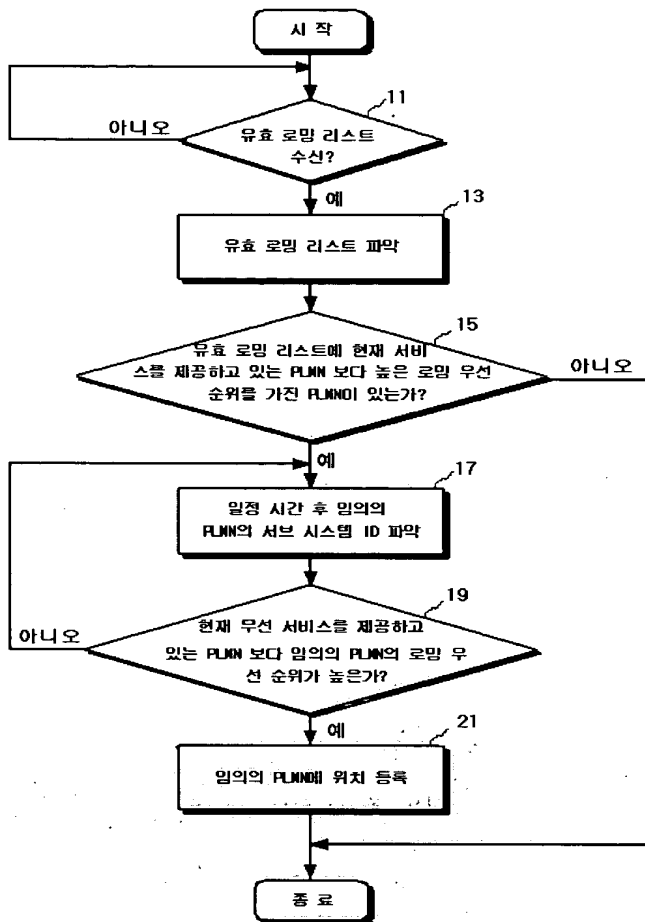 시 작
11
아니오
유효 로밍 리스트
수신?
예
13
유효 로밍 리스트 파악
15
유효 로밍 리스트에 현재 서비
스를 제공하고 있는 PLMN 보다 높은 로밍 우선
순위를 가진 PLMN이 있는가?
아니오
예
17
일정 시간 후 임의의
PLMN의 서브 시스템 ID 파악
19
현재 무선 서비스를 제공하고
있는 PLMN 보다 임의의 PLMN의 로밍 우
선 순위가 높은가?
아니오
예
21
임의의 PLMN에 위치 등록
종 료